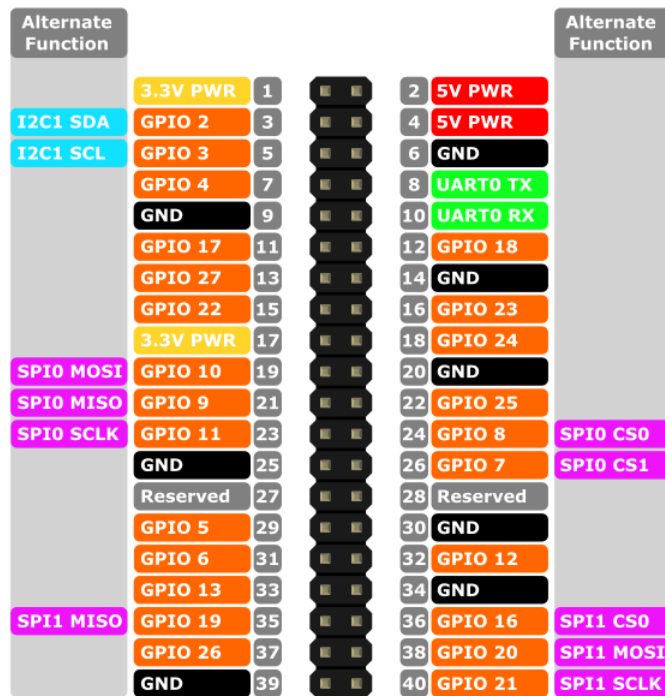 Alternate Function Alternate Function
3.3V PWR 1 2 5V PWR
I2C1 SDA GPIO 2 3 4 5V PWR
I2C1 SCL GPIO 3 5 6 GND
GPIO 4 7 8 UART0 TX
GND 9 10 UART0 RX
GPIO 17 11 12 GPIO 18
GPIO 27 13 14 GND
GPIO 22 15 16 GPIO 23
3.3V PWR 17 18 GPIO 24
SPI0 MOSI GPIO 10 19 20 GND
SPI0 MISO GPIO 9 21 22 GPIO 25
SPI0 SCLK GPIO 11 23 24 GPIO 8 SPI0 CS0
GND 25 26 GPIO 7 SPI0 CS1
Reserved 27 28 Reserved
GPIO 5 29 30 GND
GPIO 6 31 32 GPIO 12
GPIO 13 33 34 GND
SPI1 MISO GPIO 19 35 36 GPIO 16 SPI1 CS0
GPIO 26 37 38 GPIO 20 SPI1 MOSI
GND 39 40 GPIO 21 SPI1 SCLK